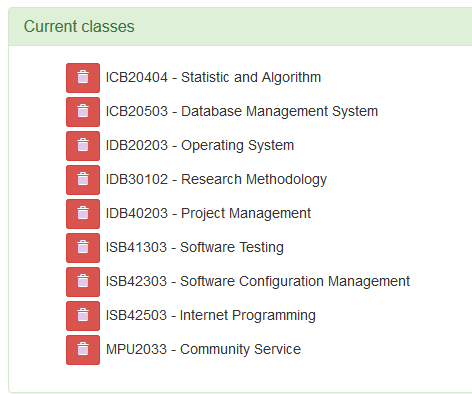 Current classes
ICB20404 - Statistic and Algorithm
ICB20503 - Database Management System
IDB20203 - Operating System
IDB30102 - Research Methodology
IDB40203 - Project Management
ISB41303 - Software Testing
ISB42303 - Software Configuration Management
ISB42503 - Internet Programming
MPU2033 - Community Service